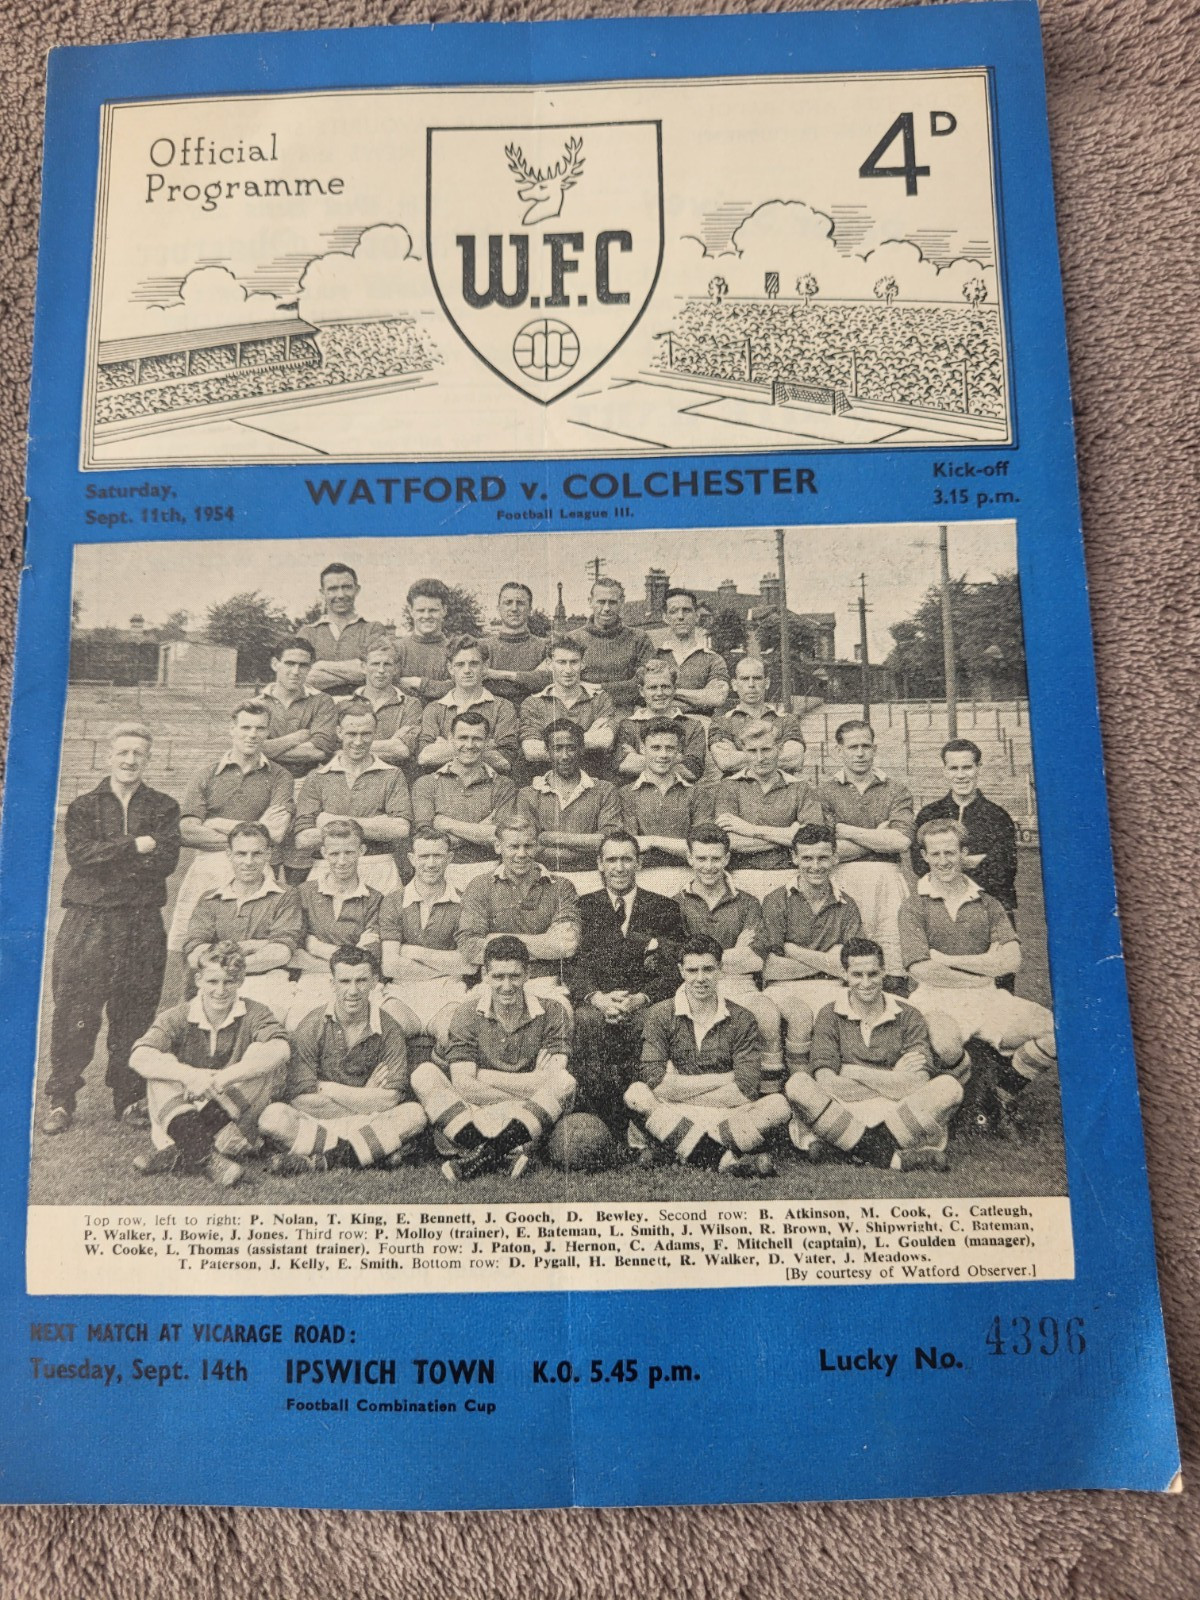 Official
Programme
4D
W.F.C
Saturday,
Sept. 11th, 1954
WATFORD v. COLCHESTER
Football League III.
Kick-off
3.15 p.m.
Top row, left to right: P. Nolan, T. King, E. Bennett, J. Gooch, D. Bewley. Second row: B. Atkinson, M. Cook, G. Catleugh,
P. Walker, J. Bowie, J. Jones. Third row: P. Molloy (trainer), E. Bateman, L. Smith, J. Wilson, R. Brown, W. Shipwright, C. Bateman,
W. Cooke, L. Thomas (assistant trainer). Fourth row: J. Paton, J. Hernon, C. Adams, F. Mitchell (captain), L. Goulden (manager),
T. Paterson, J. Kelly, E. Smith. Bottom row: D. Pygall, H. Bennett, R. Walker, D. Vater, J. Meadows.
[By courtesy of Watford Observer.]
NEXT MATCH AT VICARAGE ROAD:
Tuesday, Sept. 14th IPSWICH TOWN K.O. 5.45 p.m.
Football Combination Cup
Lucky No. 4396